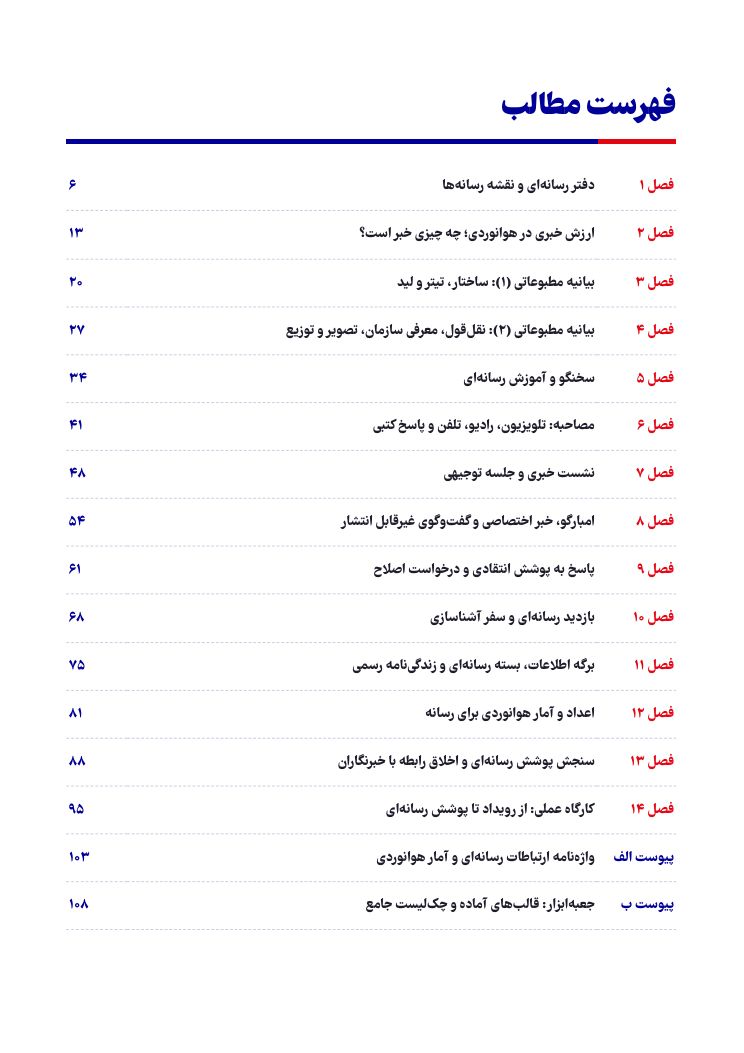 فهرست مطالب
فصل ۱ دفتر رسانه‌ای و نقشه رسانه‌ها ۶
فصل ۲ ارزش خبری در هوانوردی؛ چه چیزی خبر است؟ ۱۳
فصل ۳ بیانیه مطبوعاتی (۱): ساختار، تیتر و لید ۲۰
فصل ۴ بیانیه مطبوعاتی (۲): نقل‌قول، معرفی سازمان، تصویر و توزیع ۲۷
فصل ۵ سخنگو و آموزش رسانه‌ای ۳۴
فصل ۶ مصاحبه: تلویزیون، رادیو، تلفن و پاسخ کتبی ۴۱
فصل ۷ نشست خبری و جلسه توجیهی ۴۸
فصل ۸ امبارگو، خبر اختصاصی و گفت‌وگوی غیرقابل انتشار ۵۴
فصل ۹ پاسخ به پوشش انتقادی و درخواست اصلاح ۶۱
فصل ۱۰ بازدید رسانه‌ای و سفر آشناسازی ۶۸
فصل ۱۱ برگه اطلاعات، بسته رسانه‌ای و زندگی‌نامه رسمی ۷۵
فصل ۱۲ اعداد و آمار هوانوردی برای رسانه ۸۱
فصل ۱۳ سنجش پوشش رسانه‌ای و اخلاق رابطه با خبرنگاران ۸۸
فصل ۱۴ کارگاه عملی: از رویداد تا پوشش رسانه‌ای ۹۵
پیوست الف واژه‌نامه ارتباطات رسانه‌ای و آمار هوانوردی ۱۰۳
پیوست ب جعبه‌ابزار: قالب‌های آماده و چک‌لیست جامع ۱۰۸